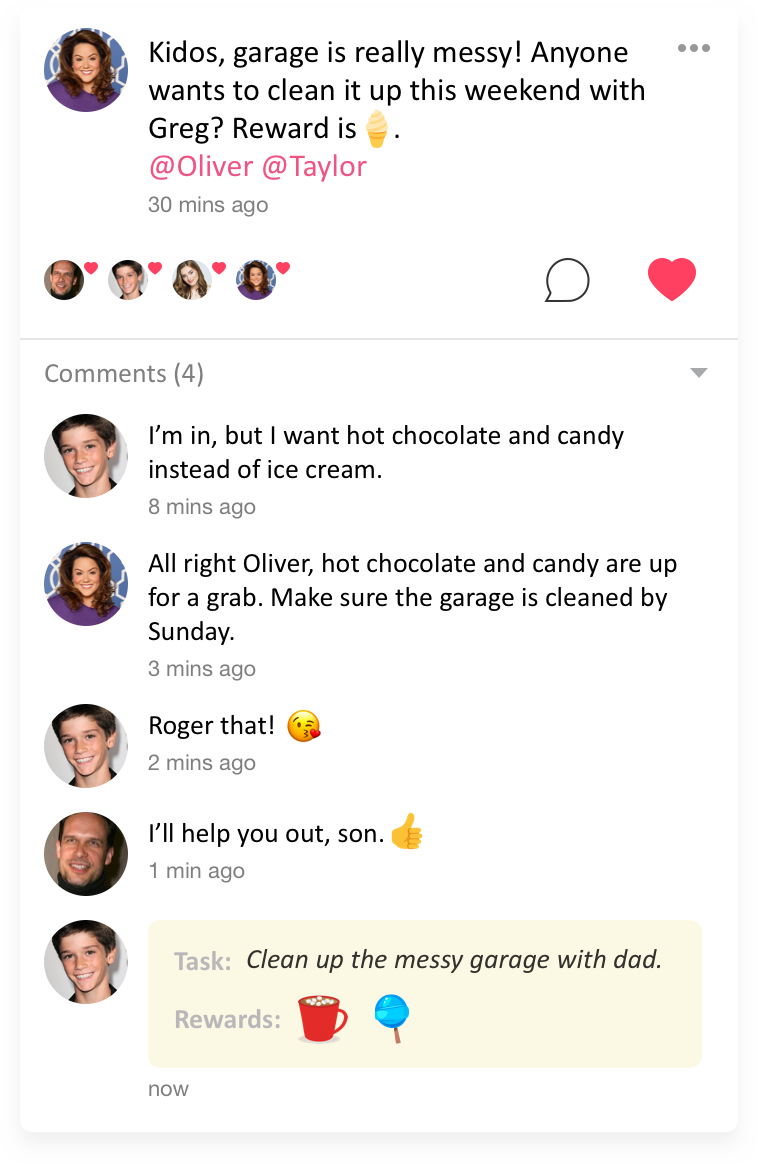 Kidos, garage is really messy! Anyone
wants to clean it up this weekend with
Greg? Reward is🍦.
@Oliver @Taylor
30 mins ago
Comments (4)
I’m in, but I want hot chocolate and candy
instead of ice cream.
8 mins ago
All right Oliver, hot chocolate and candy are up
for a grab. Make sure the garage is cleaned by
Sunday.
3 mins ago
Roger that! 😘
2 mins ago
I’ll help you out, son. 👍
1 min ago
Task: Clean up the messy garage with dad.
Rewards:
now